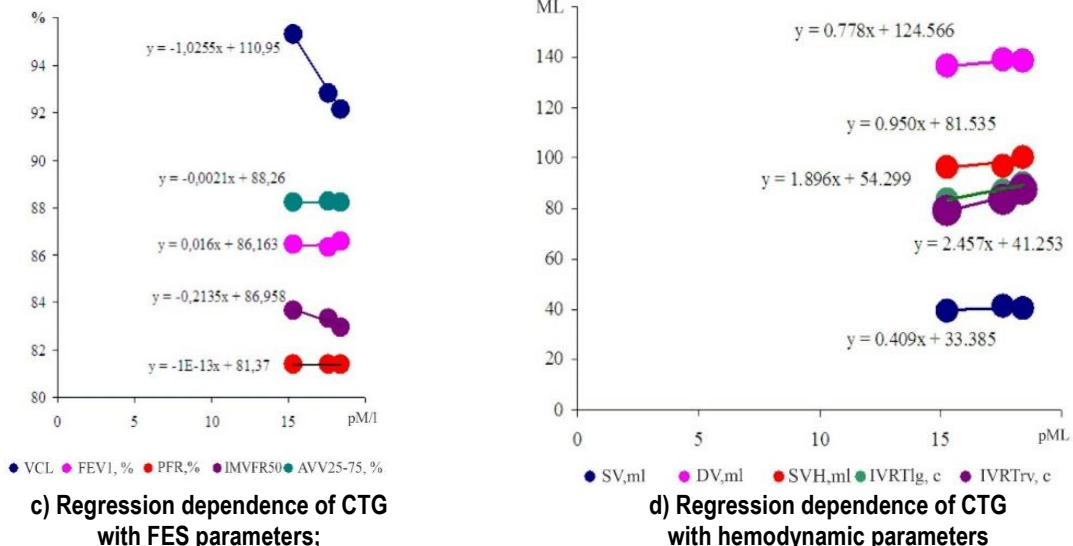 %
96
94
92
90
88
86
84
82
80
0 5 10 15 pM/l
y = -1,0255x + 110,95
y = -0,0021x + 88,26
y = 0,016x + 86,163
y = -0,2135x + 86,958
y = -1E-13x + 81,37
VCL FEV1, % PFR,% IMVFR50 AVV25-75, %
c) Regression dependence of CTG
with FES parameters;
ML
140
120
100
80
60
40
20
0
0 5 10 15 pML
y = 0.778x + 124.566
y = 0.950x + 81.535
y = 1.896x + 54.299
y = 2.457x + 41.253
y = 0.409x + 33.385
SV,ml DV,ml SVH,ml IVRTlg, c IVRTrv, c
d) Regression dependence of CTG
with hemodynamic parameters